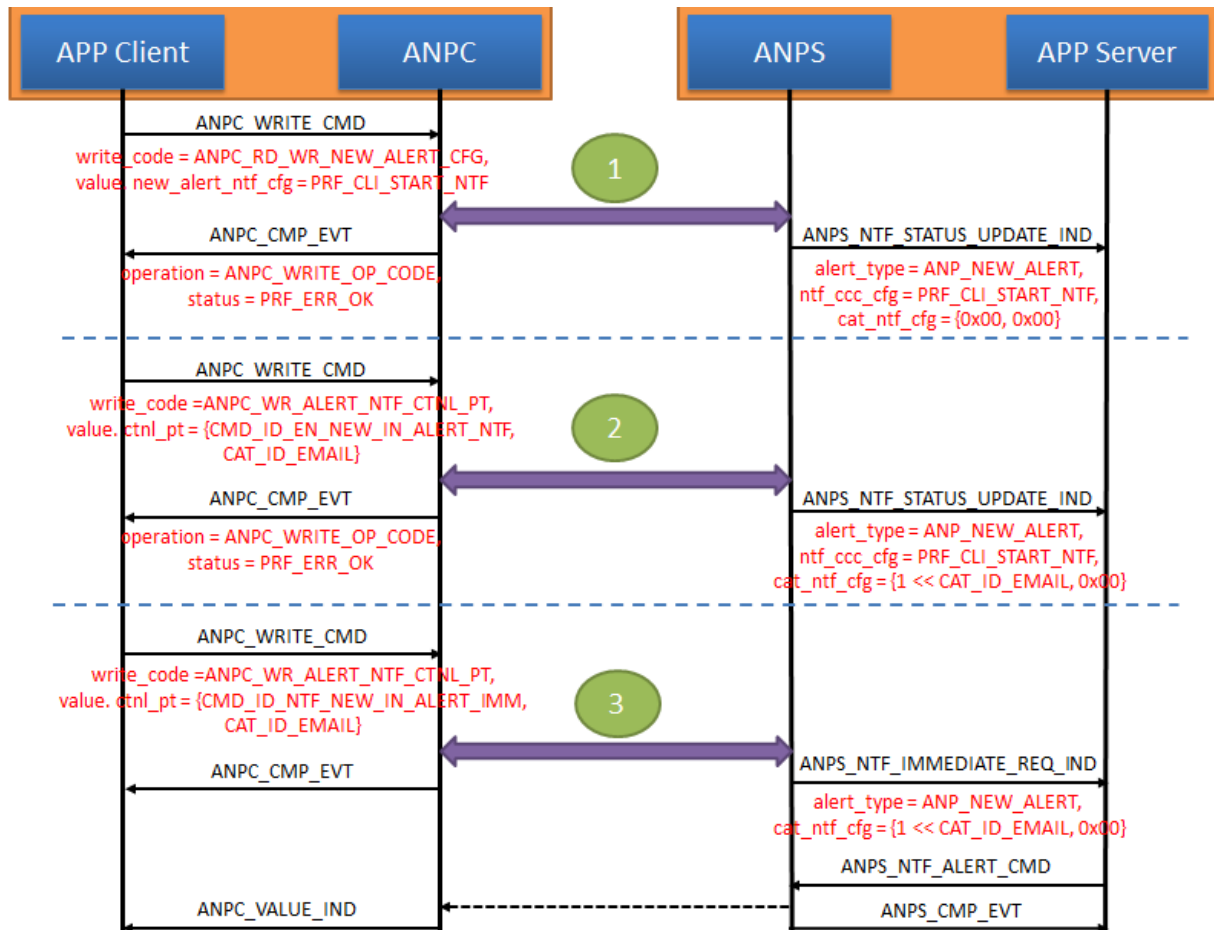 APP Client
ANPC
ANPS
APP Server
ANPC_WRITE_CMD
write_code = ANPC_RD_WR_NEW_ALERT_CFG,
value. new_alert_ntf_cfg = PRF_CLI_START_NTF
1
ANPC_CMP_EVT
operation = ANPC_WRITE_OP_CODE,
status = PRF_ERR_OK
ANPS_NTF_STATUS_UPDATE_IND
alert_type = ANP_NEW_ALERT,
ntf_ccc_cfg = PRF_CLI_START_NTF,
cat_ntf_cfg = {0x00, 0x00}
ANPC_WRITE_CMD
write_code =ANPC_WR_ALERT_NTF_CTNL_PT,
value. ctnl_pt = {CMD_ID_EN_NEW_IN_ALERT_NTF,
CAT_ID_EMAIL}
2
ANPC_CMP_EVT
operation = ANPC_WRITE_OP_CODE,
status = PRF_ERR_OK
ANPS_NTF_STATUS_UPDATE_IND
alert_type = ANP_NEW_ALERT,
ntf_ccc_cfg = PRF_CLI_START_NTF,
cat_ntf_cfg = {1 << CAT_ID_EMAIL, 0x00}
ANPC_WRITE_CMD
write_code =ANPC_WR_ALERT_NTF_CTNL_PT,
value. ctnl_pt = {CMD_ID_NTF_NEW_IN_ALERT_IMM,
CAT_ID_EMAIL}
3
ANPC_CMP_EVT
ANPS_NTF_IMMEDIATE_REQ_IND
alert_type = ANP_NEW_ALERT,
cat_ntf_cfg = {1 << CAT_ID_EMAIL, 0x00}
ANPS_NTF_ALERT_CMD
ANPC_VALUE_IND
ANPS_CMP_EVT